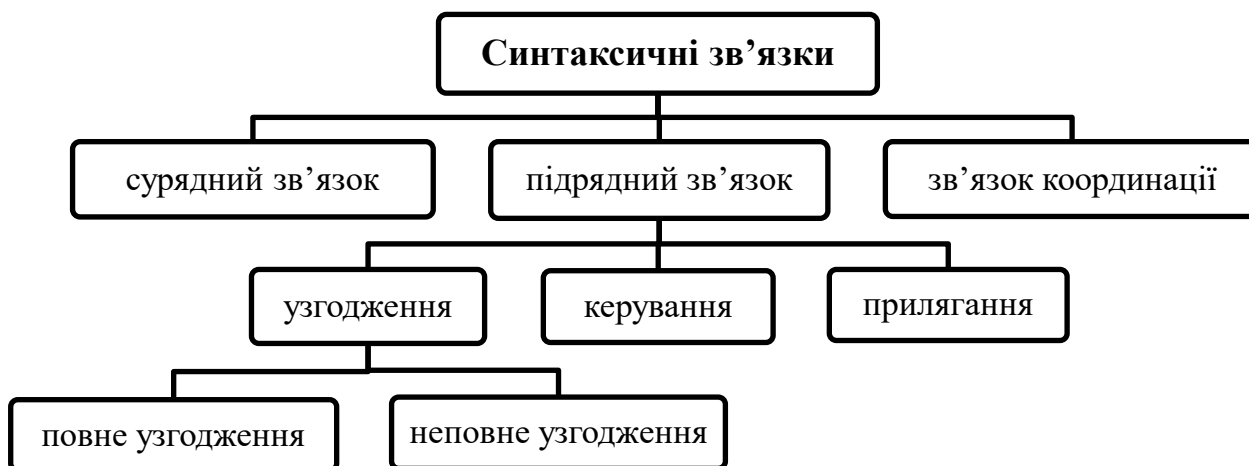 Синтаксичні зв’язки
сурядний зв’язок
підрядний зв’язок
зв’язок координації
узгодження
керування
прилягання
повне узгодження
неповне узгодження